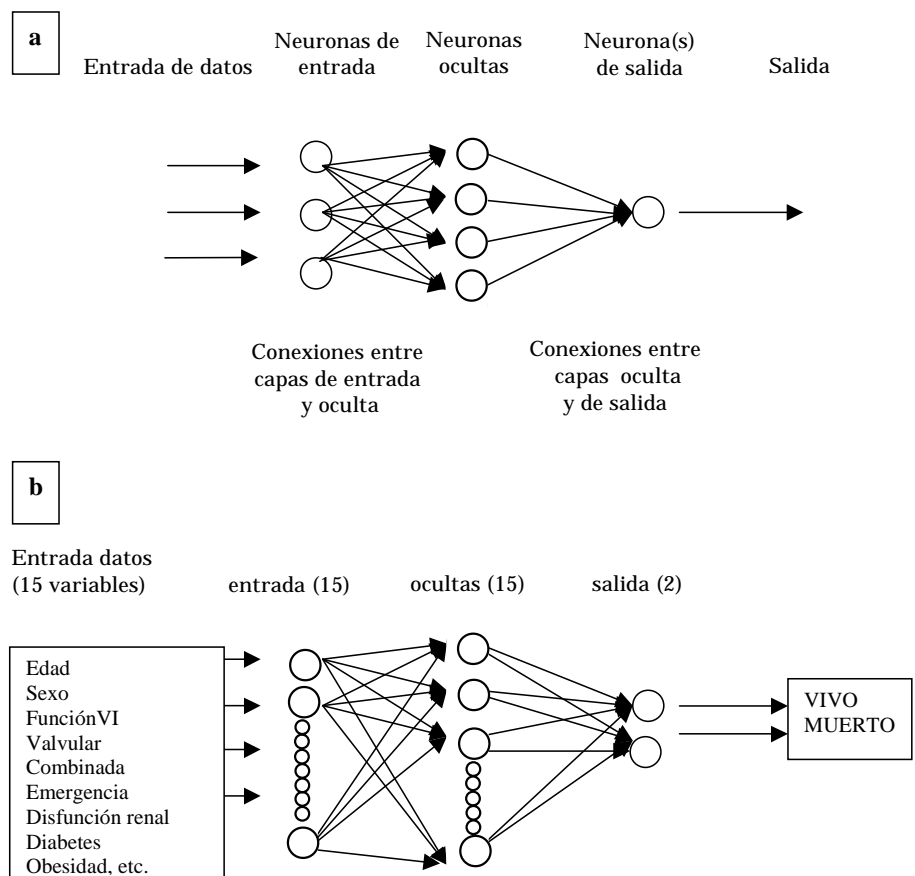 a
Entrada de datos
Neuronas de
entrada
Neuronas
ocultas
Neurona(s)
de salida
Salida
Conexiones entre
capas de entrada
y oculta
Conexiones entre
capas oculta
y de salida
b
Entrada datos
(15 variables)
entrada (15)
ocultas (15)
salida (2)
Edad
Sexo
FunciónVI
Valvular
Combinada
Emergencia
Disfunción renal
Diabetes
Obesidad, etc.
VIVO
MUERTO